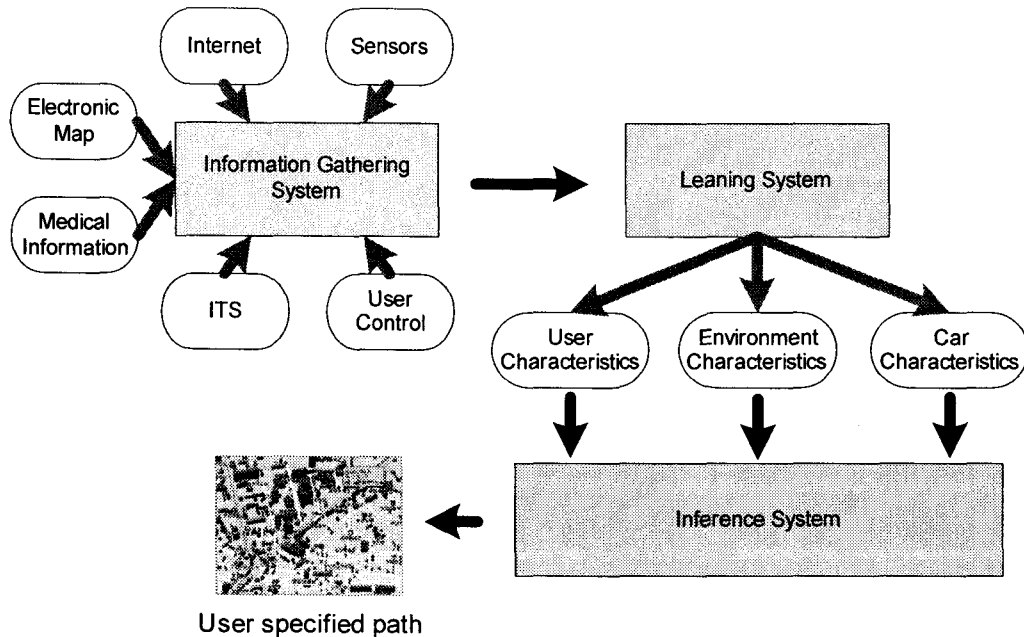 Internet
Sensors
Electronic
Map
Information Gathering
System
Leaning System
Medical
Information
ITS
User
Control
User
Characteristics
Environment
Characteristics
Car
Characteristics
Inference System
User specified path